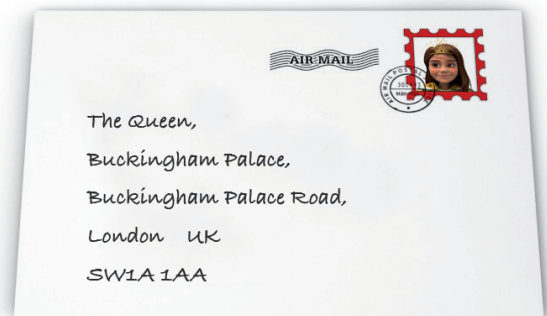 AIR MAIL
The Queen,
Buckingham Palace,
Buckingham Palace Road,
London UK
SW1A 1AA